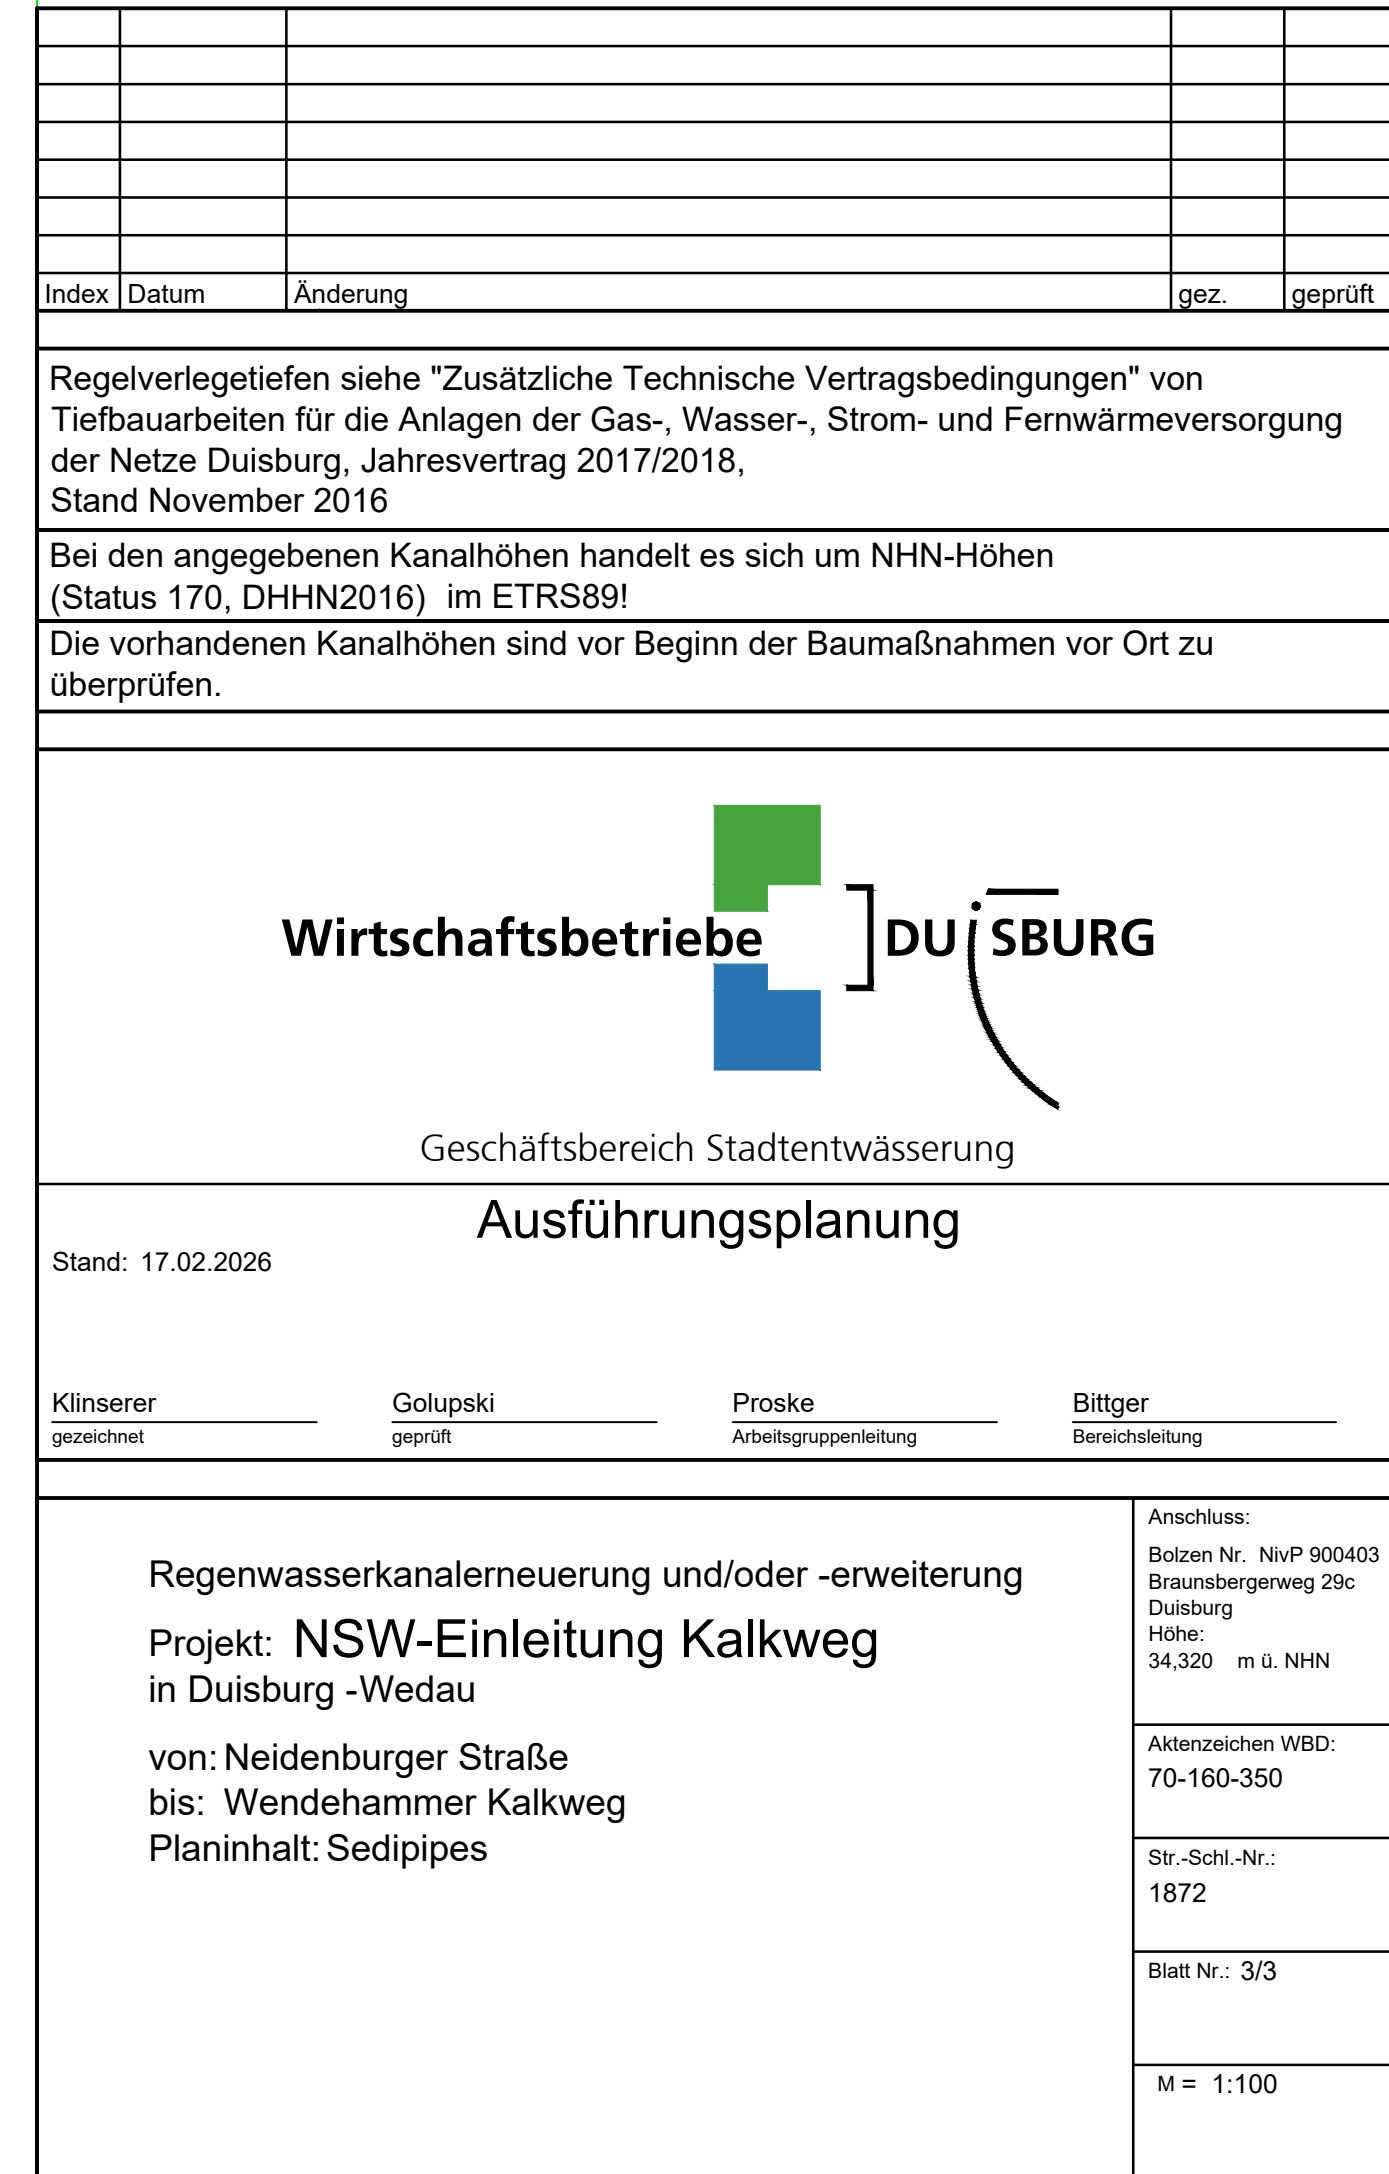 Index Datum Änderung gez. geprüft
Regelverlegetiefen siehe "Zusätzliche Technische Vertragsbedingungen" von
Tiefbauarbeiten für die Anlagen der Gas-, Wasser-, Strom- und Fernwärmeversorgung
der Netze Duisburg, Jahresvertrag 2017/2018,
Stand November 2016
Bei den angegebenen Kanalhöhen handelt es sich um NHN-Höhen
(Status 170, DHHN2016) im ETRS89!
Die vorhandenen Kanalhöhen sind vor Beginn der Baumaßnahmen vor Ort zu
überprüfen.
Wirtschaftsbetriebe DUiSBURG
Geschäftsbereich Stadtentwässerung
Ausführungsplanung
Stand: 17.02.2026
Klinserer Golupski Proske Bittger
gezeichnet geprüft Arbeitsgruppenleitung Bereichsleitung
Regenwasserkanalerneuerung und/oder -erweiterung
Projekt: NSW-Einleitung Kalkweg
in Duisburg -Wedau
von: Neidenburger Straße
bis: Wendehammer Kalkweg
Planinhalt: Sedipipes
Anschluss:
Bolzen Nr. NivP 900403
Braunsbergerweg 29c
Duisburg
Höhe:
34,320 m ü. NHN
Aktenzeichen WBD:
70-160-350
Str.-Schl.-Nr.:
1872
Blatt Nr.: 3/3
M = 1:100